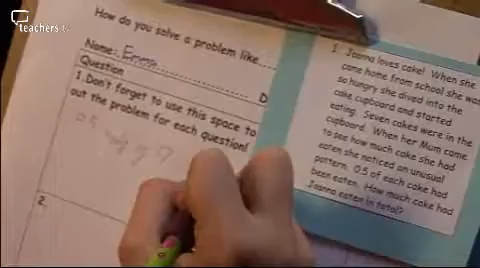 teachers tv
How do you solve a problem like....
Name: Emma
Question
1.Don't forget to use this space to
out the problem for each question!
0.5
7
2.
1. Joanna loves cake! When she
came home from school she was
so hungry she dived into the
cake cupboard and started
eating. Seven cakes were in the
cupboard. When her Mum came
to see how much cake she had
eaten she noticed an unusual
pattern. 0.5 of each cake had
been eaten. How much cake had
Joanna eaten in total?